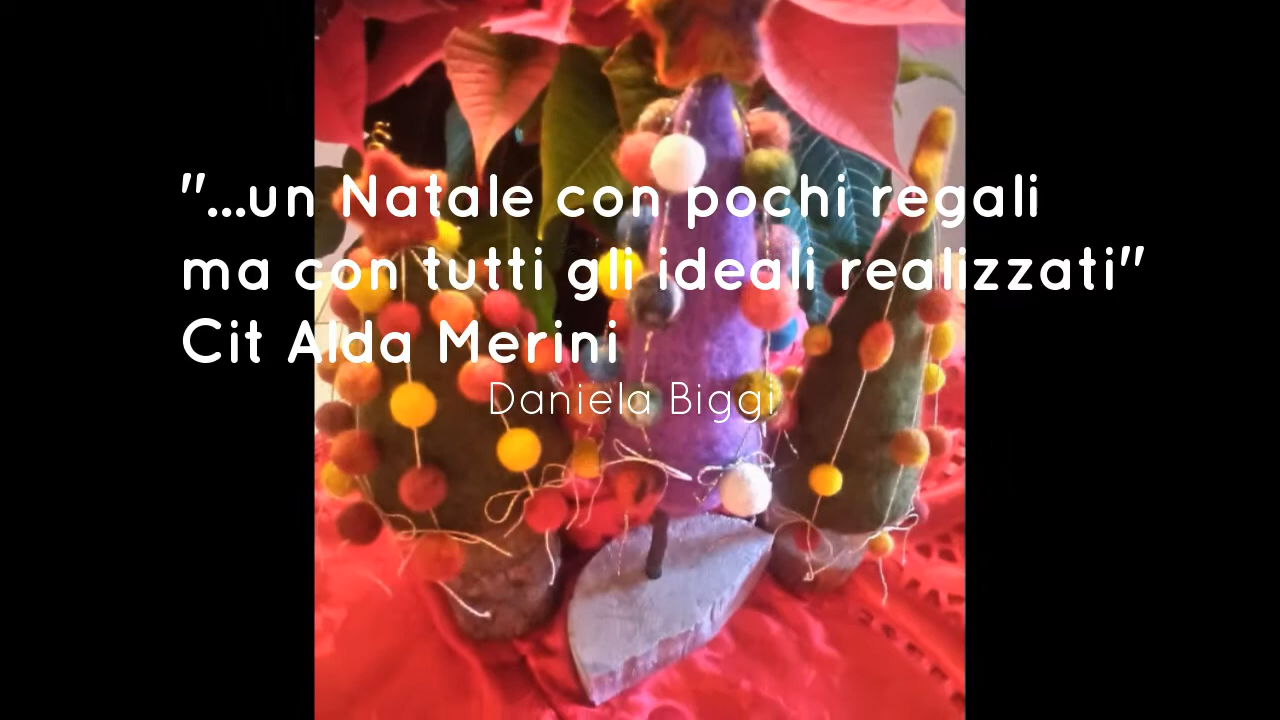 "...un Natale con pochi regali
ma con tutti gli ideali realizzati"
Cit Alda Merini
Daniela Biggi